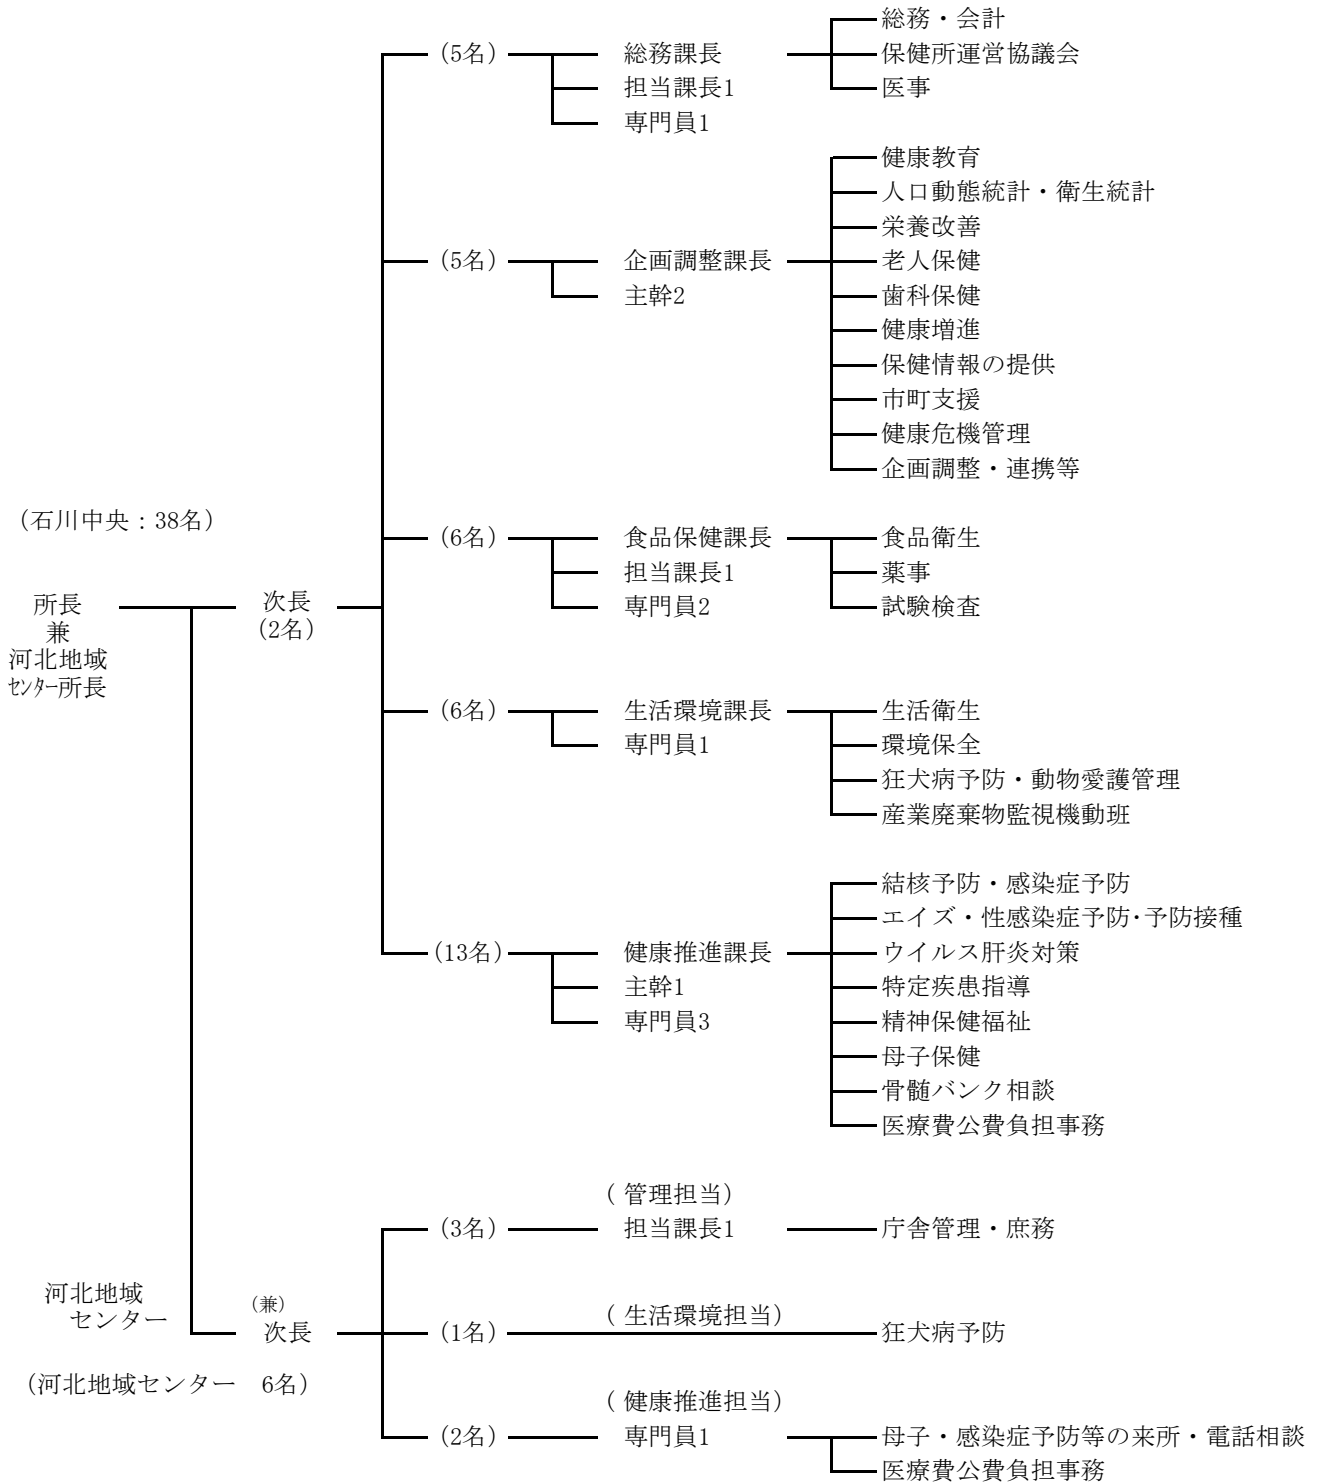 総務・会計
(5名) 総務課長 保健所運営協議会
担当課長1 医事
専門員1
健康教育
人口動態統計・衛生統計
栄養改善
(5名) 企画調整課長 老人保健
主幹2 歯科保健
健康増進
保健情報の提供
市町支援
健康危機管理
企画調整・連携等
(石川中央：38名)
(6名) 食品保健課長 食品衛生
担当課長1 薬事
専門員2 試験検査
所長 次長
兼 (2名)
河北地域
センター所長
(6名) 生活環境課長 生活衛生
専門員1 環境保全
狂犬病予防・動物愛護管理
産業廃棄物監視機動班
結核予防・感染症予防
エイズ・性感染症予防・予防接種
(13名) 健康推進課長 ウイルス肝炎対策
主幹1 特定疾患指導
専門員3 精神保健福祉
母子保健
骨髄バンク相談
医療費公費負担事務
(管理担当)
(3名) 担当課長1 庁舎管理・庶務
河北地域
センター
(兼) (生活環境担当)
次長 (1名) 狂犬病予防
(河北地域センター　6名)
(健康推進担当)
(2名) 専門員1 母子・感染症予防等の来所・電話相談
医療費公費負担事務